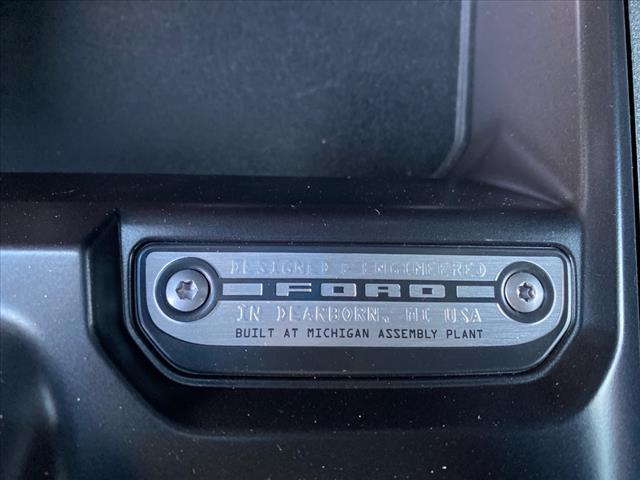 DESIGNED & ENGINEERED
FORD
IN DEARBORN, MI USA
BUILT AT MICHIGAN ASSEMBLY PLANT